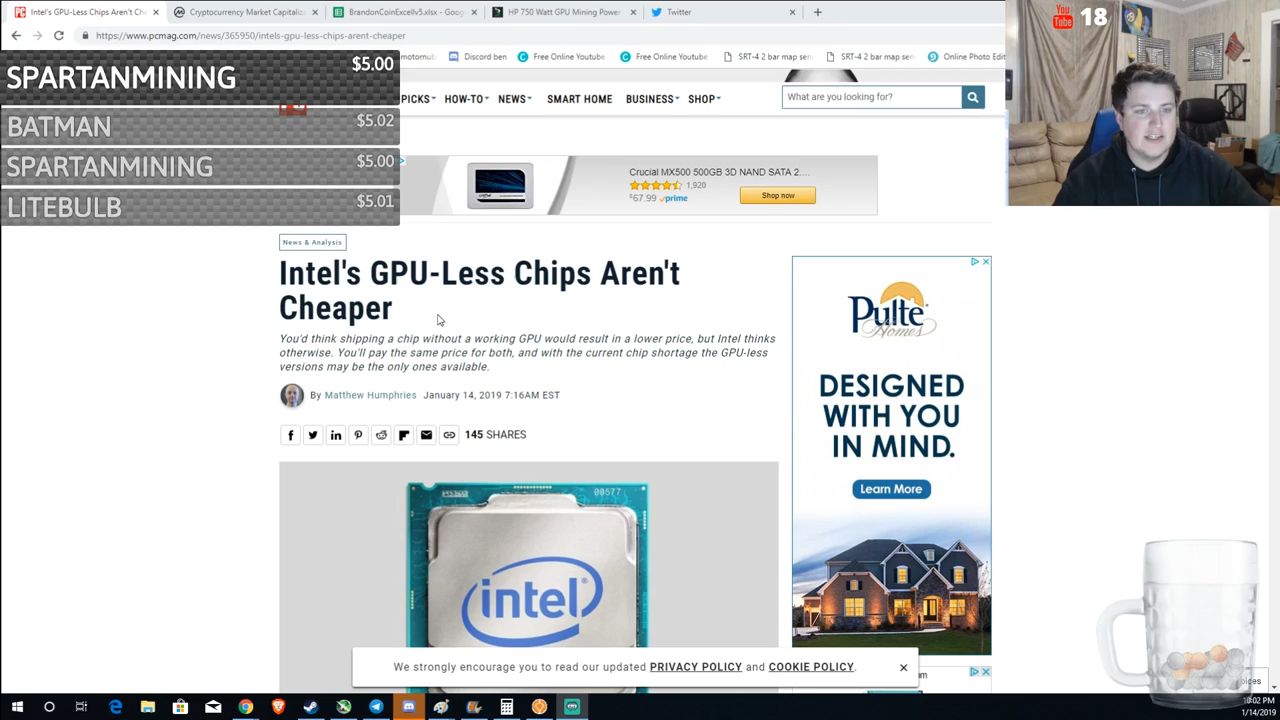 Intel's GPU-Less Chips Aren't Che
Cryptocurrency Market Capitaliz
BrandonCoinExcellv5.xlsx - Goog
HP 750 Watt GPU Mining Power
Twitter
https://www.pcmag.com/news/365950/intels-gpu-less-chips-arent-cheaper
You Tube 18
motornub
Discord ben
Free Online Youtube
Free Online Youtube
SRT-4 2 bar map sen
SRT-4 2 bar map sen
Online Photo Edit
SPARTANMINING $5.00
BATMAN $5.02
SPARTANMINING $5.00
LITEBULB $5.01
PICKS HOW-TO NEWS SMART HOME BUSINESS SHOP
What are you looking for?
Crucial MX500 500GB 3D NAND SATA 2....
1,920
$67.99 prime
Shop now
News & Analysis
Intel's GPU-Less Chips Aren't
Cheaper
You'd think shipping a chip without a working GPU would result in a lower price, but Intel thinks
otherwise. You'll pay the same price for both, and with the current chip shortage the GPU-less
versions may be the only ones available.
By Matthew Humphries January 14, 2019 7:16AM EST
145 SHARES
00577
intel
Pulte
Homes
DESIGNED
WITH YOU
IN MIND.
Learn More
We strongly encourage you to read our updated PRIVACY POLICY and COOKIE POLICY.
10:02 PM
1/14/2019